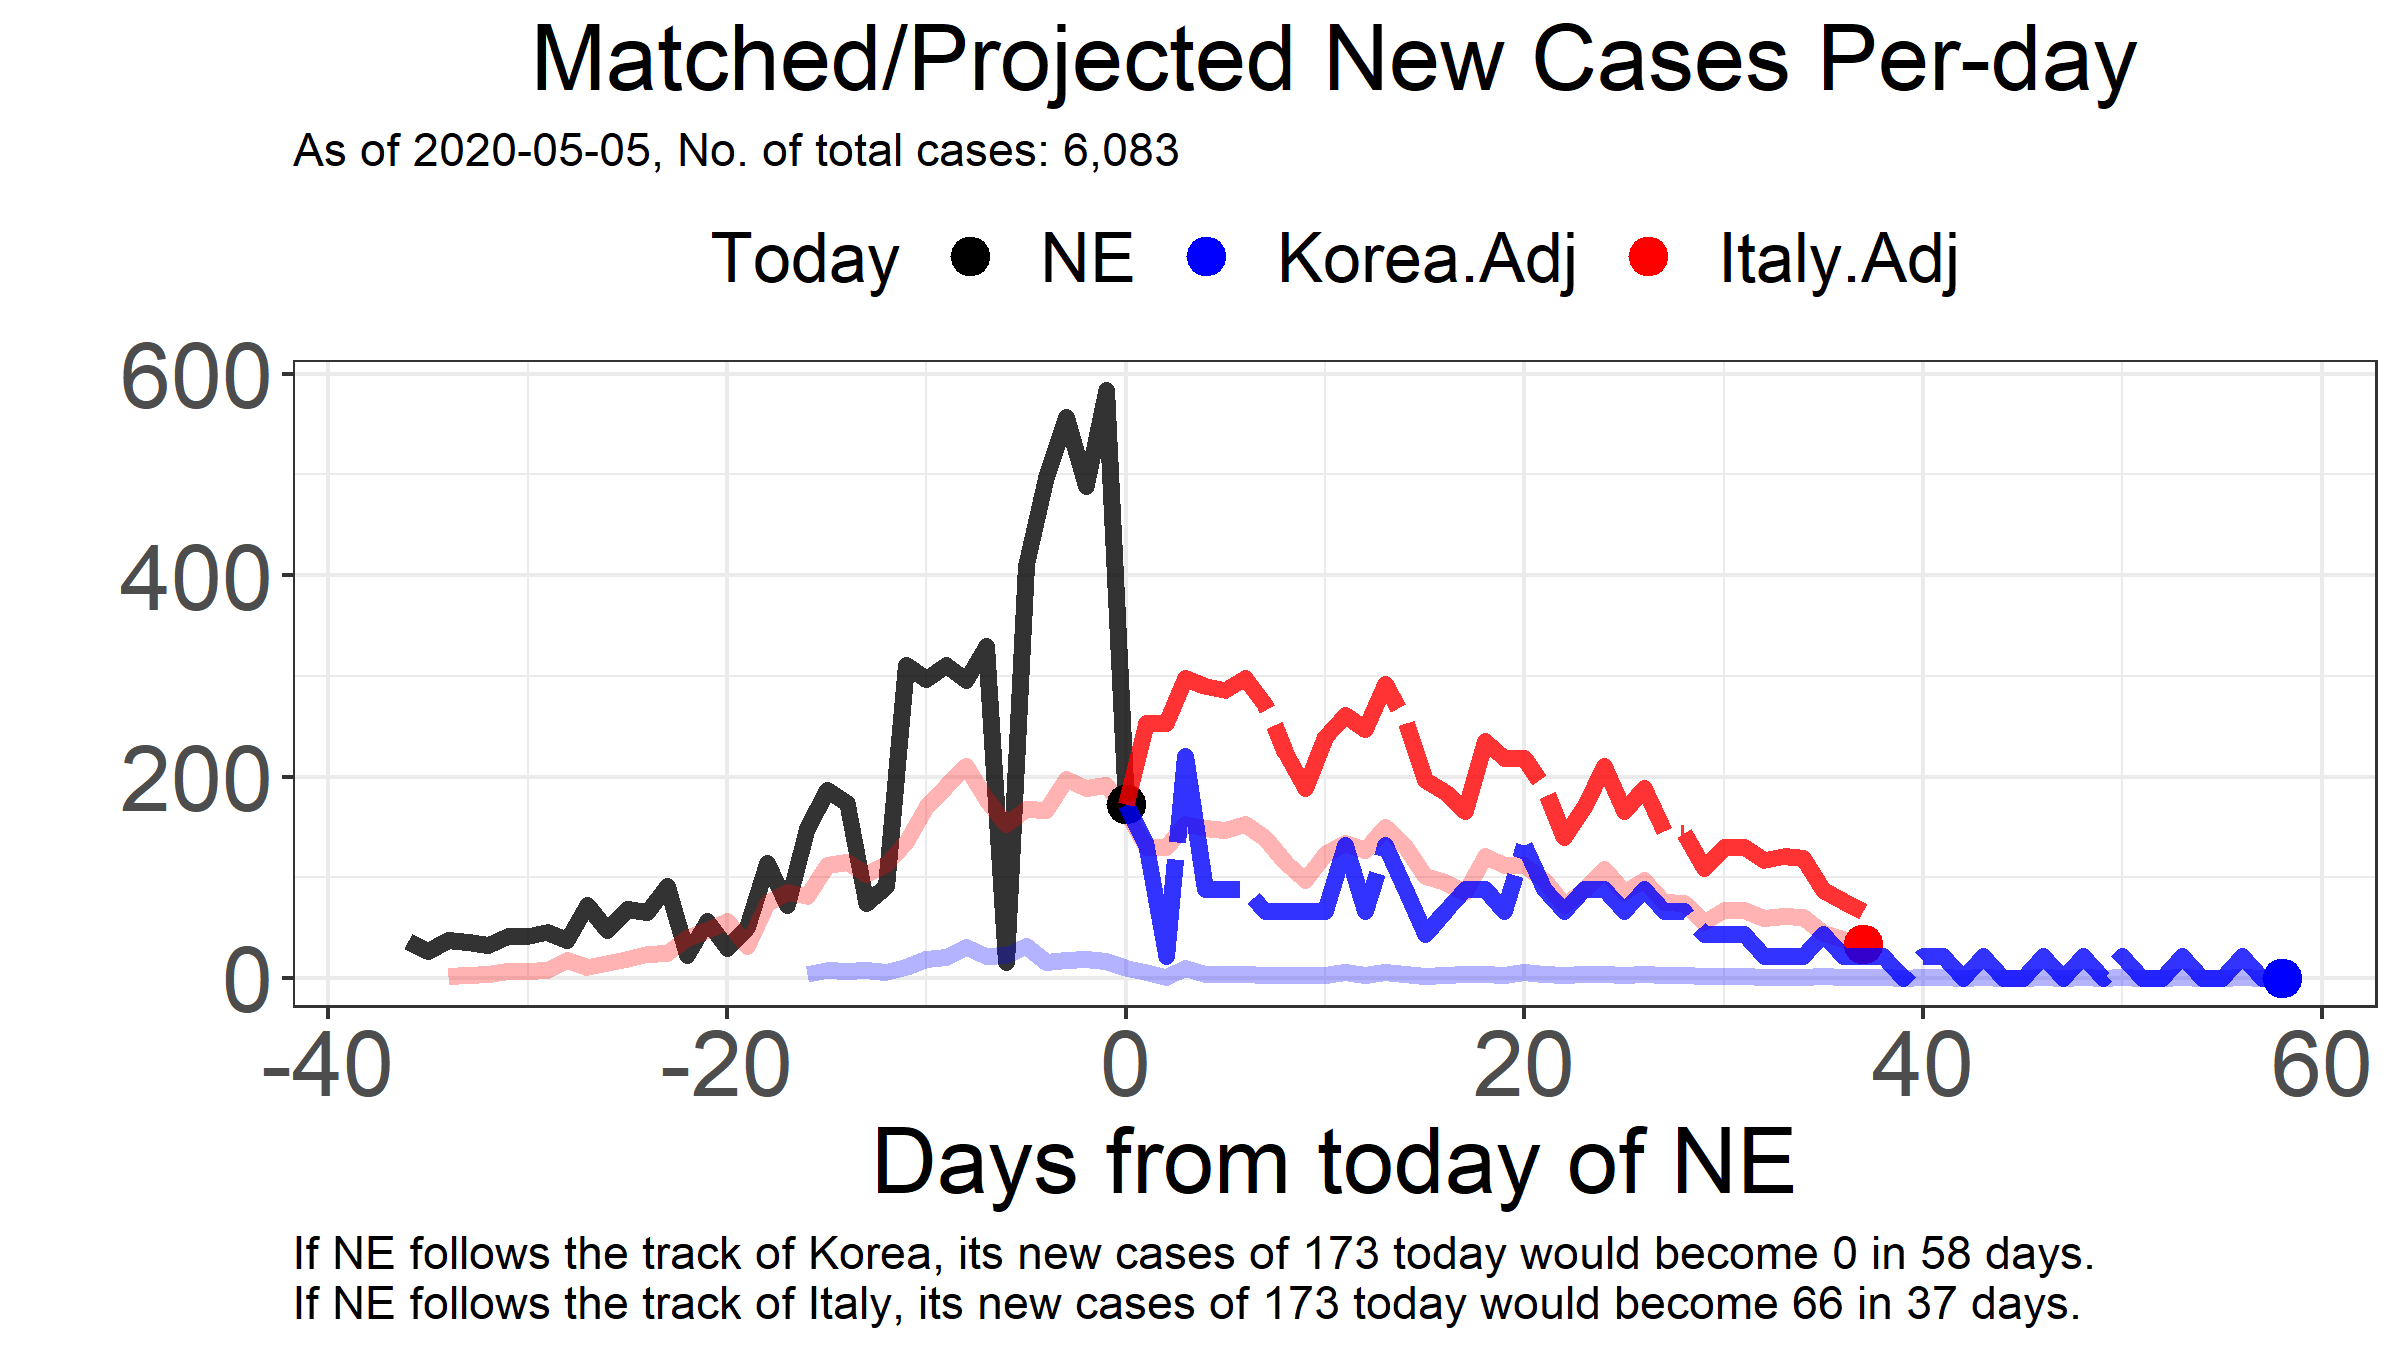 Matched/Projected New Cases Per-day
As of 2020-05-05, No. of total cases: 6,083
Today NE Korea.Adj Italy.Adj
600
400
200
0
-40 -20 0 20 40 60
Days from today of NE
If NE follows the track of Korea, its new cases of 173 today would become 0 in 58 days.
If NE follows the track of Italy, its new cases of 173 today would become 66 in 37 days.